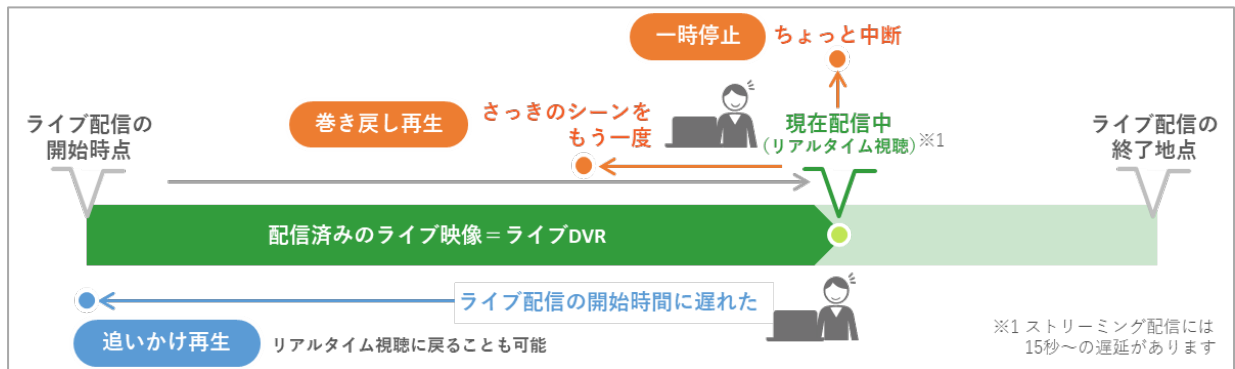 一時停止
ちょっと中断
巻き戻し再生
さっきのシーンを
もう一度
ライブ配信の
開始時点
現在配信中
(リアルタイム視聴)※1
ライブ配信の
終了地点
配信済みのライブ映像＝ライブDVR
ライブ配信の開始時間に遅れた
追いかけ再生
リアルタイム視聴に戻ることも可能
※1 ストリーミング配信には
15秒～の遅延があります